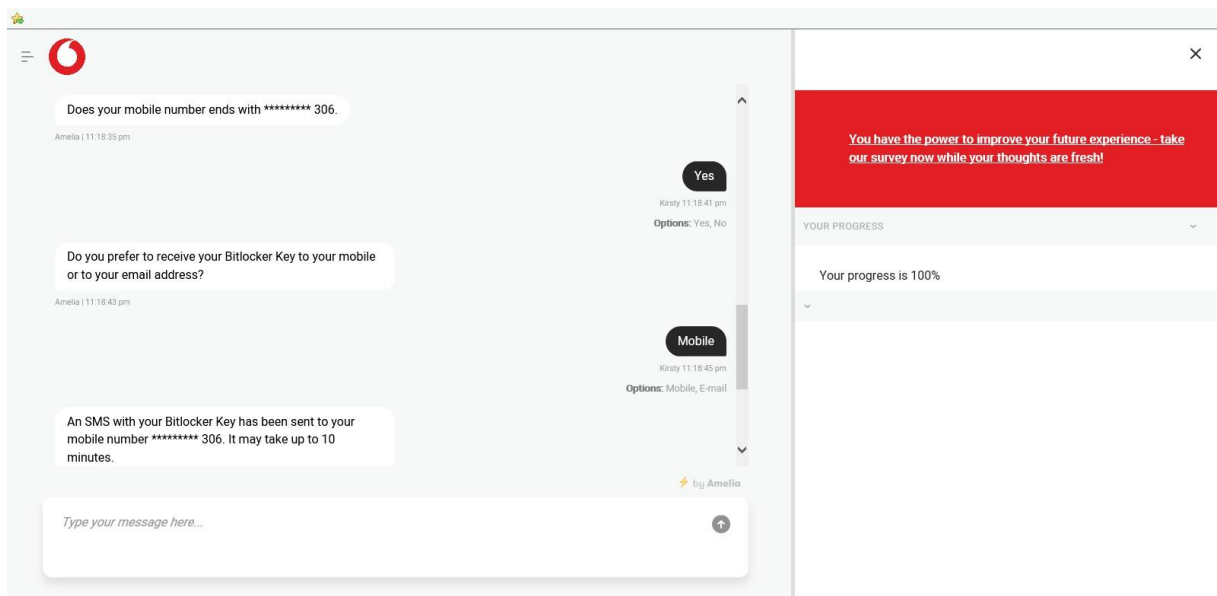 Does your mobile number ends with ********* 306.
Amelia | 11:18:35 pm
Yes
Kirsty 11:18:41 pm
Options: Yes, No
Do you prefer to receive your Bitlocker Key to your mobile
or to your email address?
Amelia | 11:18:43 pm
Mobile
Kirsty 11:18:45 pm
Options: Mobile, E-mail
An SMS with your Bitlocker Key has been sent to your
mobile number ********* 306. It may take up to 10
minutes.
⚡ by Amelia
Type your message here...
You have the power to improve your future experience - take
our survey now while your thoughts are fresh!
YOUR PROGRESS
Your progress is 100%